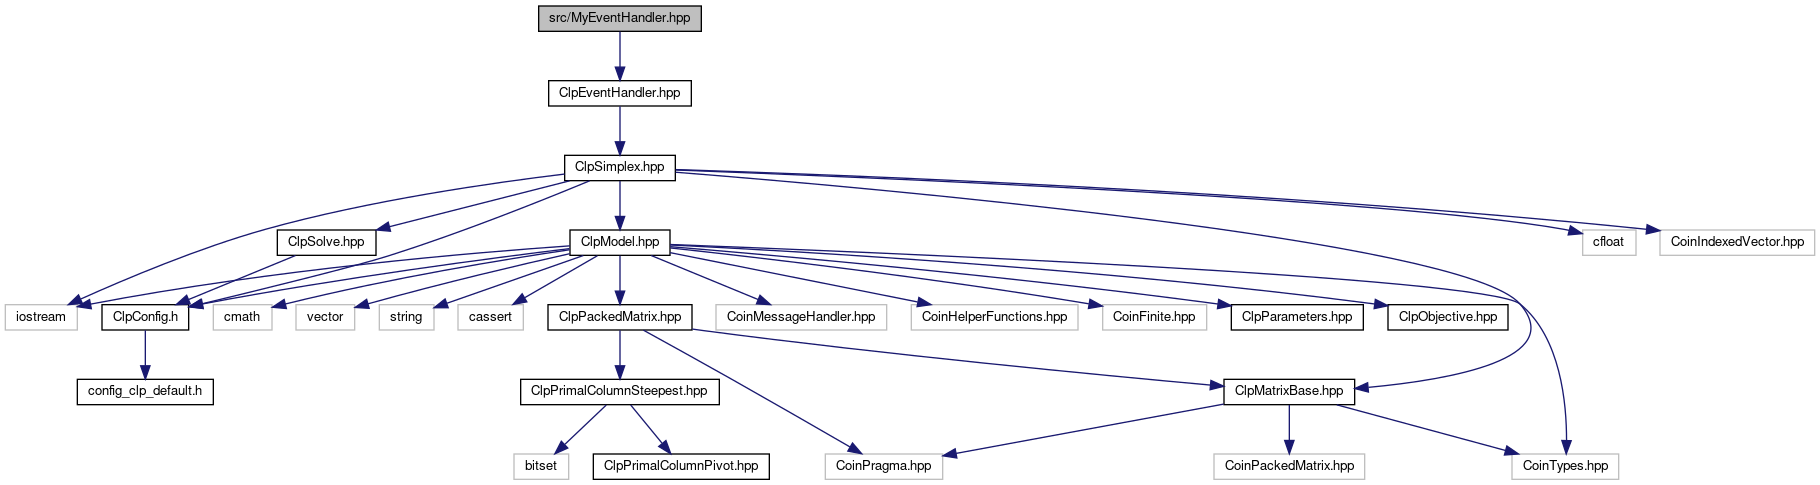 src/MyEventHandler.hpp
ClpEventHandler.hpp
ClpSimplex.hpp
ClpSolve.hpp
ClpModel.hpp
cfloat
CoinIndexedVector.hpp
iostream
ClpConfig.h
cmath
vector
string
cassert
ClpPackedMatrix.hpp
CoinMessageHandler.hpp
CoinHelperFunctions.hpp
CoinFinite.hpp
ClpParameters.hpp
ClpObjective.hpp
config_clp_default.h
ClpPrimalColumnSteepest.hpp
ClpMatrixBase.hpp
bitset
ClpPrimalColumnPivot.hpp
CoinPragma.hpp
CoinPackedMatrix.hpp
CoinTypes.hpp